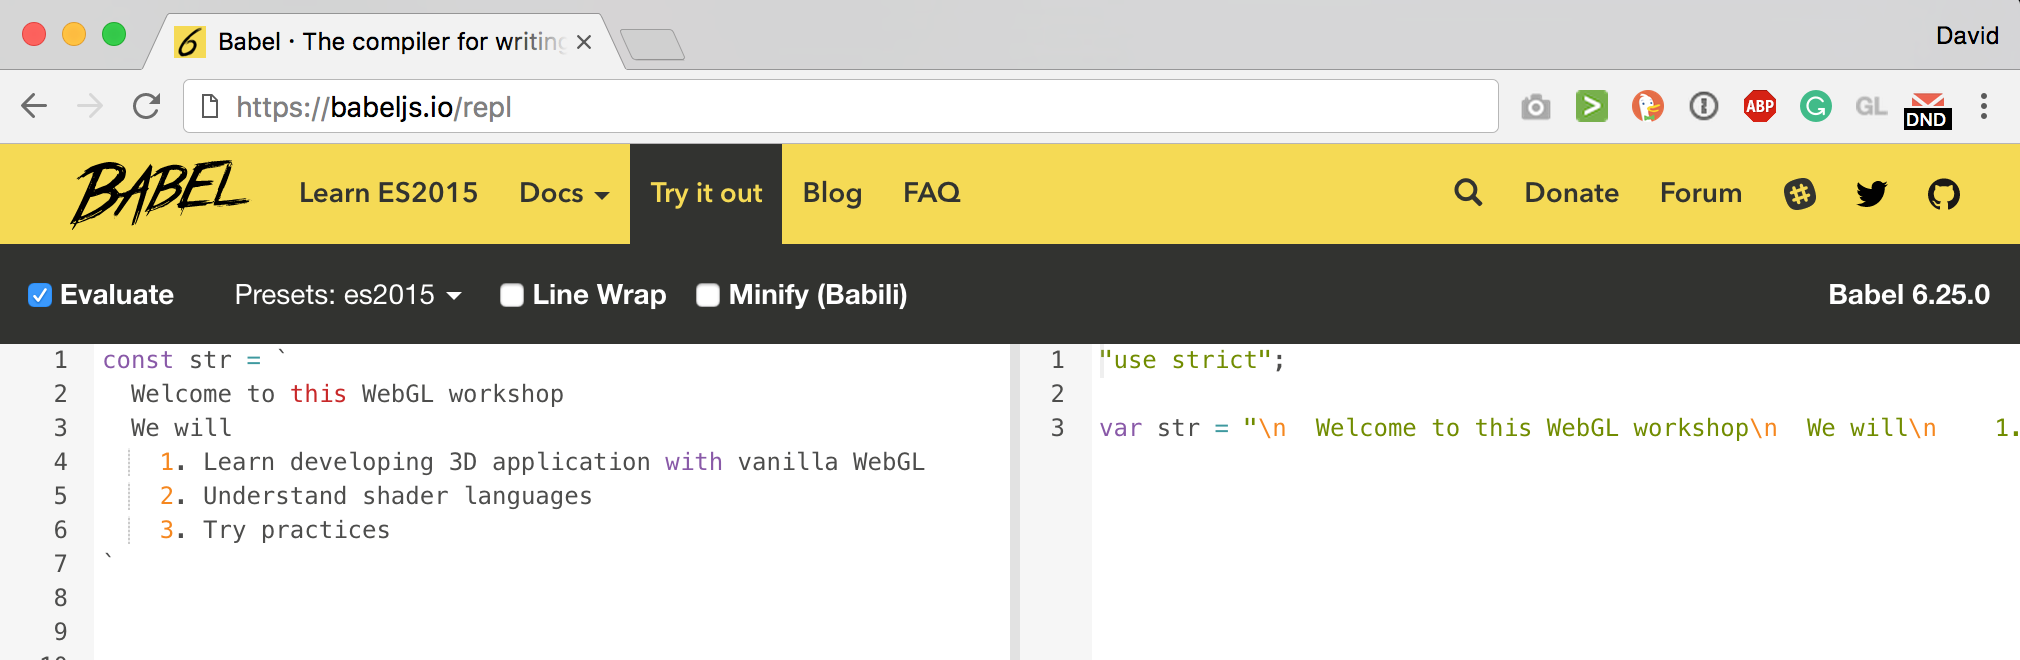 6 Babel · The compiler for writing
David
https://babeljs.io/repl
ABP
G
GL
DND
BABEL Learn ES2015 Docs Try it out Blog FAQ Donate Forum
Evaluate Presets: es2015 Line Wrap Minify (Babili) Babel 6.25.0
1 const str = `
2 Welcome to this WebGL workshop
3 We will
4 1. Learn developing 3D application with vanilla WebGL
5 2. Understand shader languages
6 3. Try practices
7 `
8
9
1 "use strict";
2
3 var str = "\n  Welcome to this WebGL workshop\n  We will\n    1.